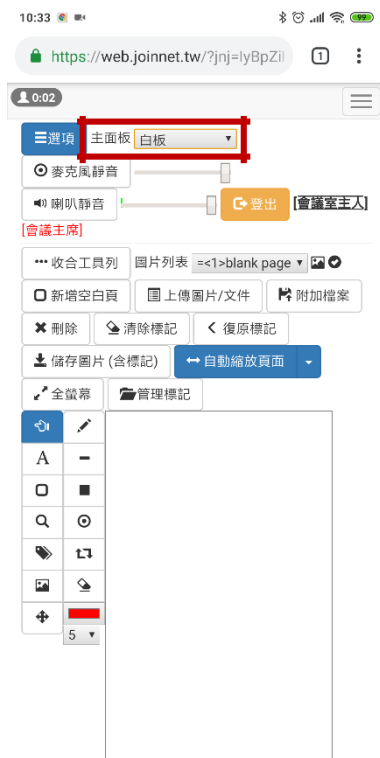 10:33 99
https://web.joinnet.tw/?jnj=IyBpZil 1
0:02
選項 主面板 白板
麥克風靜音
喇叭靜音 登出 [會議室主人]
[會議主席]
收合工具列 圖片列表 =<1>blank page
新增空白頁 上傳圖片/文件 附加檔案
刪除 清除標記 復原標記
儲存圖片 (含標記) 自動縮放頁面
全螢幕 管理標記
A
5